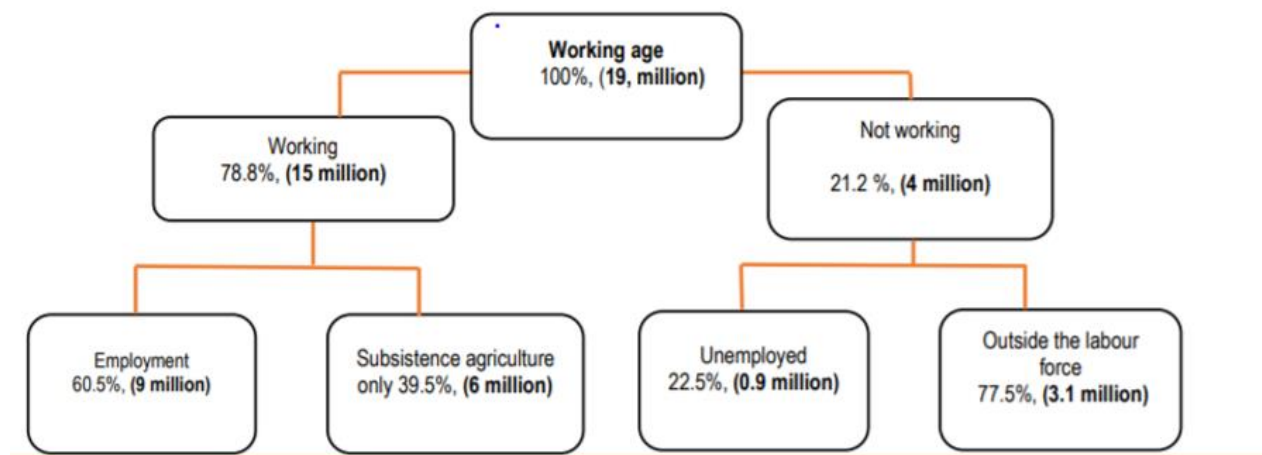 Working age
100%, (19, million)
Working
78.8%, (15 million)
Not working
21.2 %, (4 million)
Employment
60.5%, (9 million)
Subsistence agriculture
only 39.5%, (6 million)
Unemployed
22.5%, (0.9 million)
Outside the labour
force
77.5%, (3.1 million)